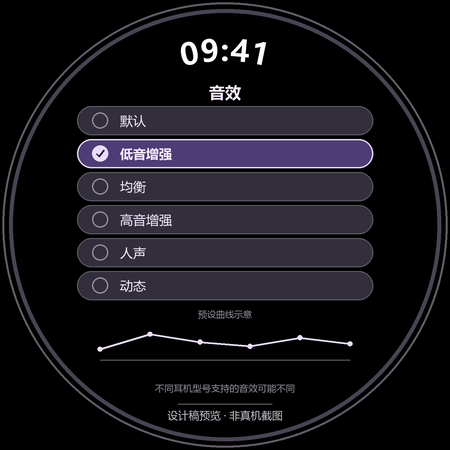 09:41
音效
默认
低音增强
均衡
高音增强
人声
动态
预设曲线示意
不同耳机型号支持的音效可能不同
设计稿预览 · 非真机截图